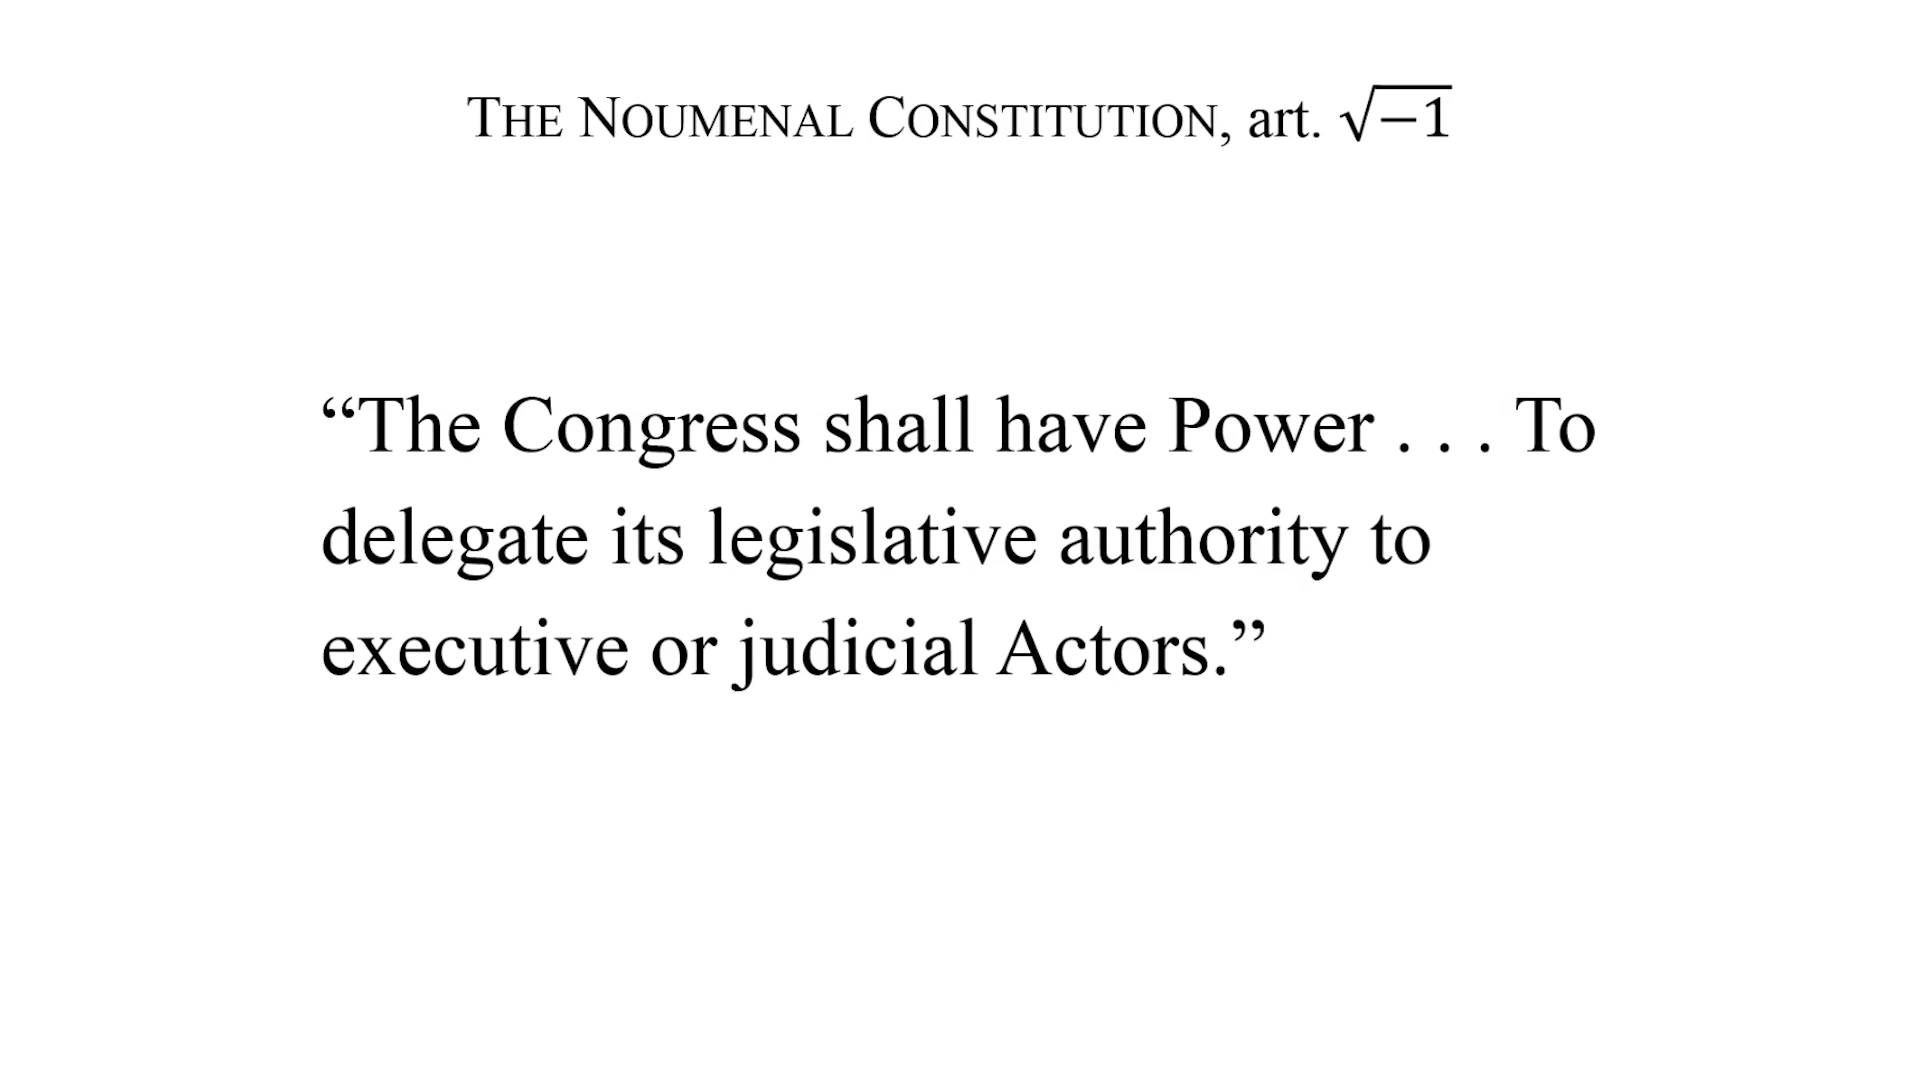 THE NOUMENAL CONSTITUTION, art. √−1
“The Congress shall have Power . . . To
delegate its legislative authority to
executive or judicial Actors.”